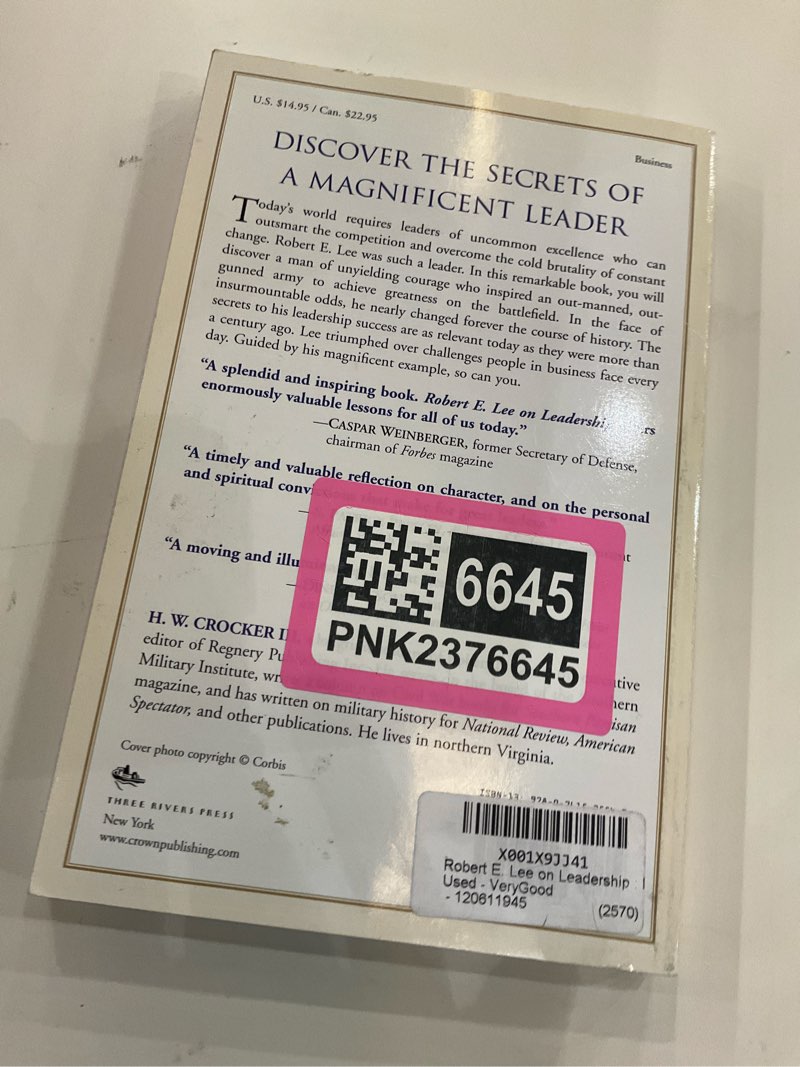 U.S. $14.95 / Can. $22.95
Business
DISCOVER THE SECRETS OF
A MAGNIFICENT LEADER
Today's world requires leaders of uncommon excellence who can
outsmart the competition and overcome the cold brutality of constant
change. Robert E. Lee was such a leader. In this remarkable book, you will
discover a man of unyielding courage who inspired an out-manned, out-
gunned army to achieve greatness on the battlefield. In the face of
insurmountable odds, he nearly changed forever the course of history. The
secrets to his leadership success are as relevant today as they were more than
a century ago. Lee triumphed over challenges people in business face every
day. Guided by his magnificent example, so can you.
"A splendid and inspiring book. Robert E. Lee on
enormously valuable lessons for all of us today."
—CASPAR WEINBERGER, former Secretary of Defense,
chairman of Forbes magazine
"A timely and valuable reflection on character, and on the personal
and spiritual
"A moving and
6645
PNK2376645
H. W. CROCKER
editor of Regnery
Military Institute,
magazine, and has written on military history for National Review, American
Spectator, and other publications. He lives in northern Virginia.
Cover photo copyright © Corbis
THREE RIVERS PRESS
New York
www.crownpublishing.com
X001X9JJ41
Robert E. Lee on Leadership :
Used - VeryGood
- 120611945
(2570)